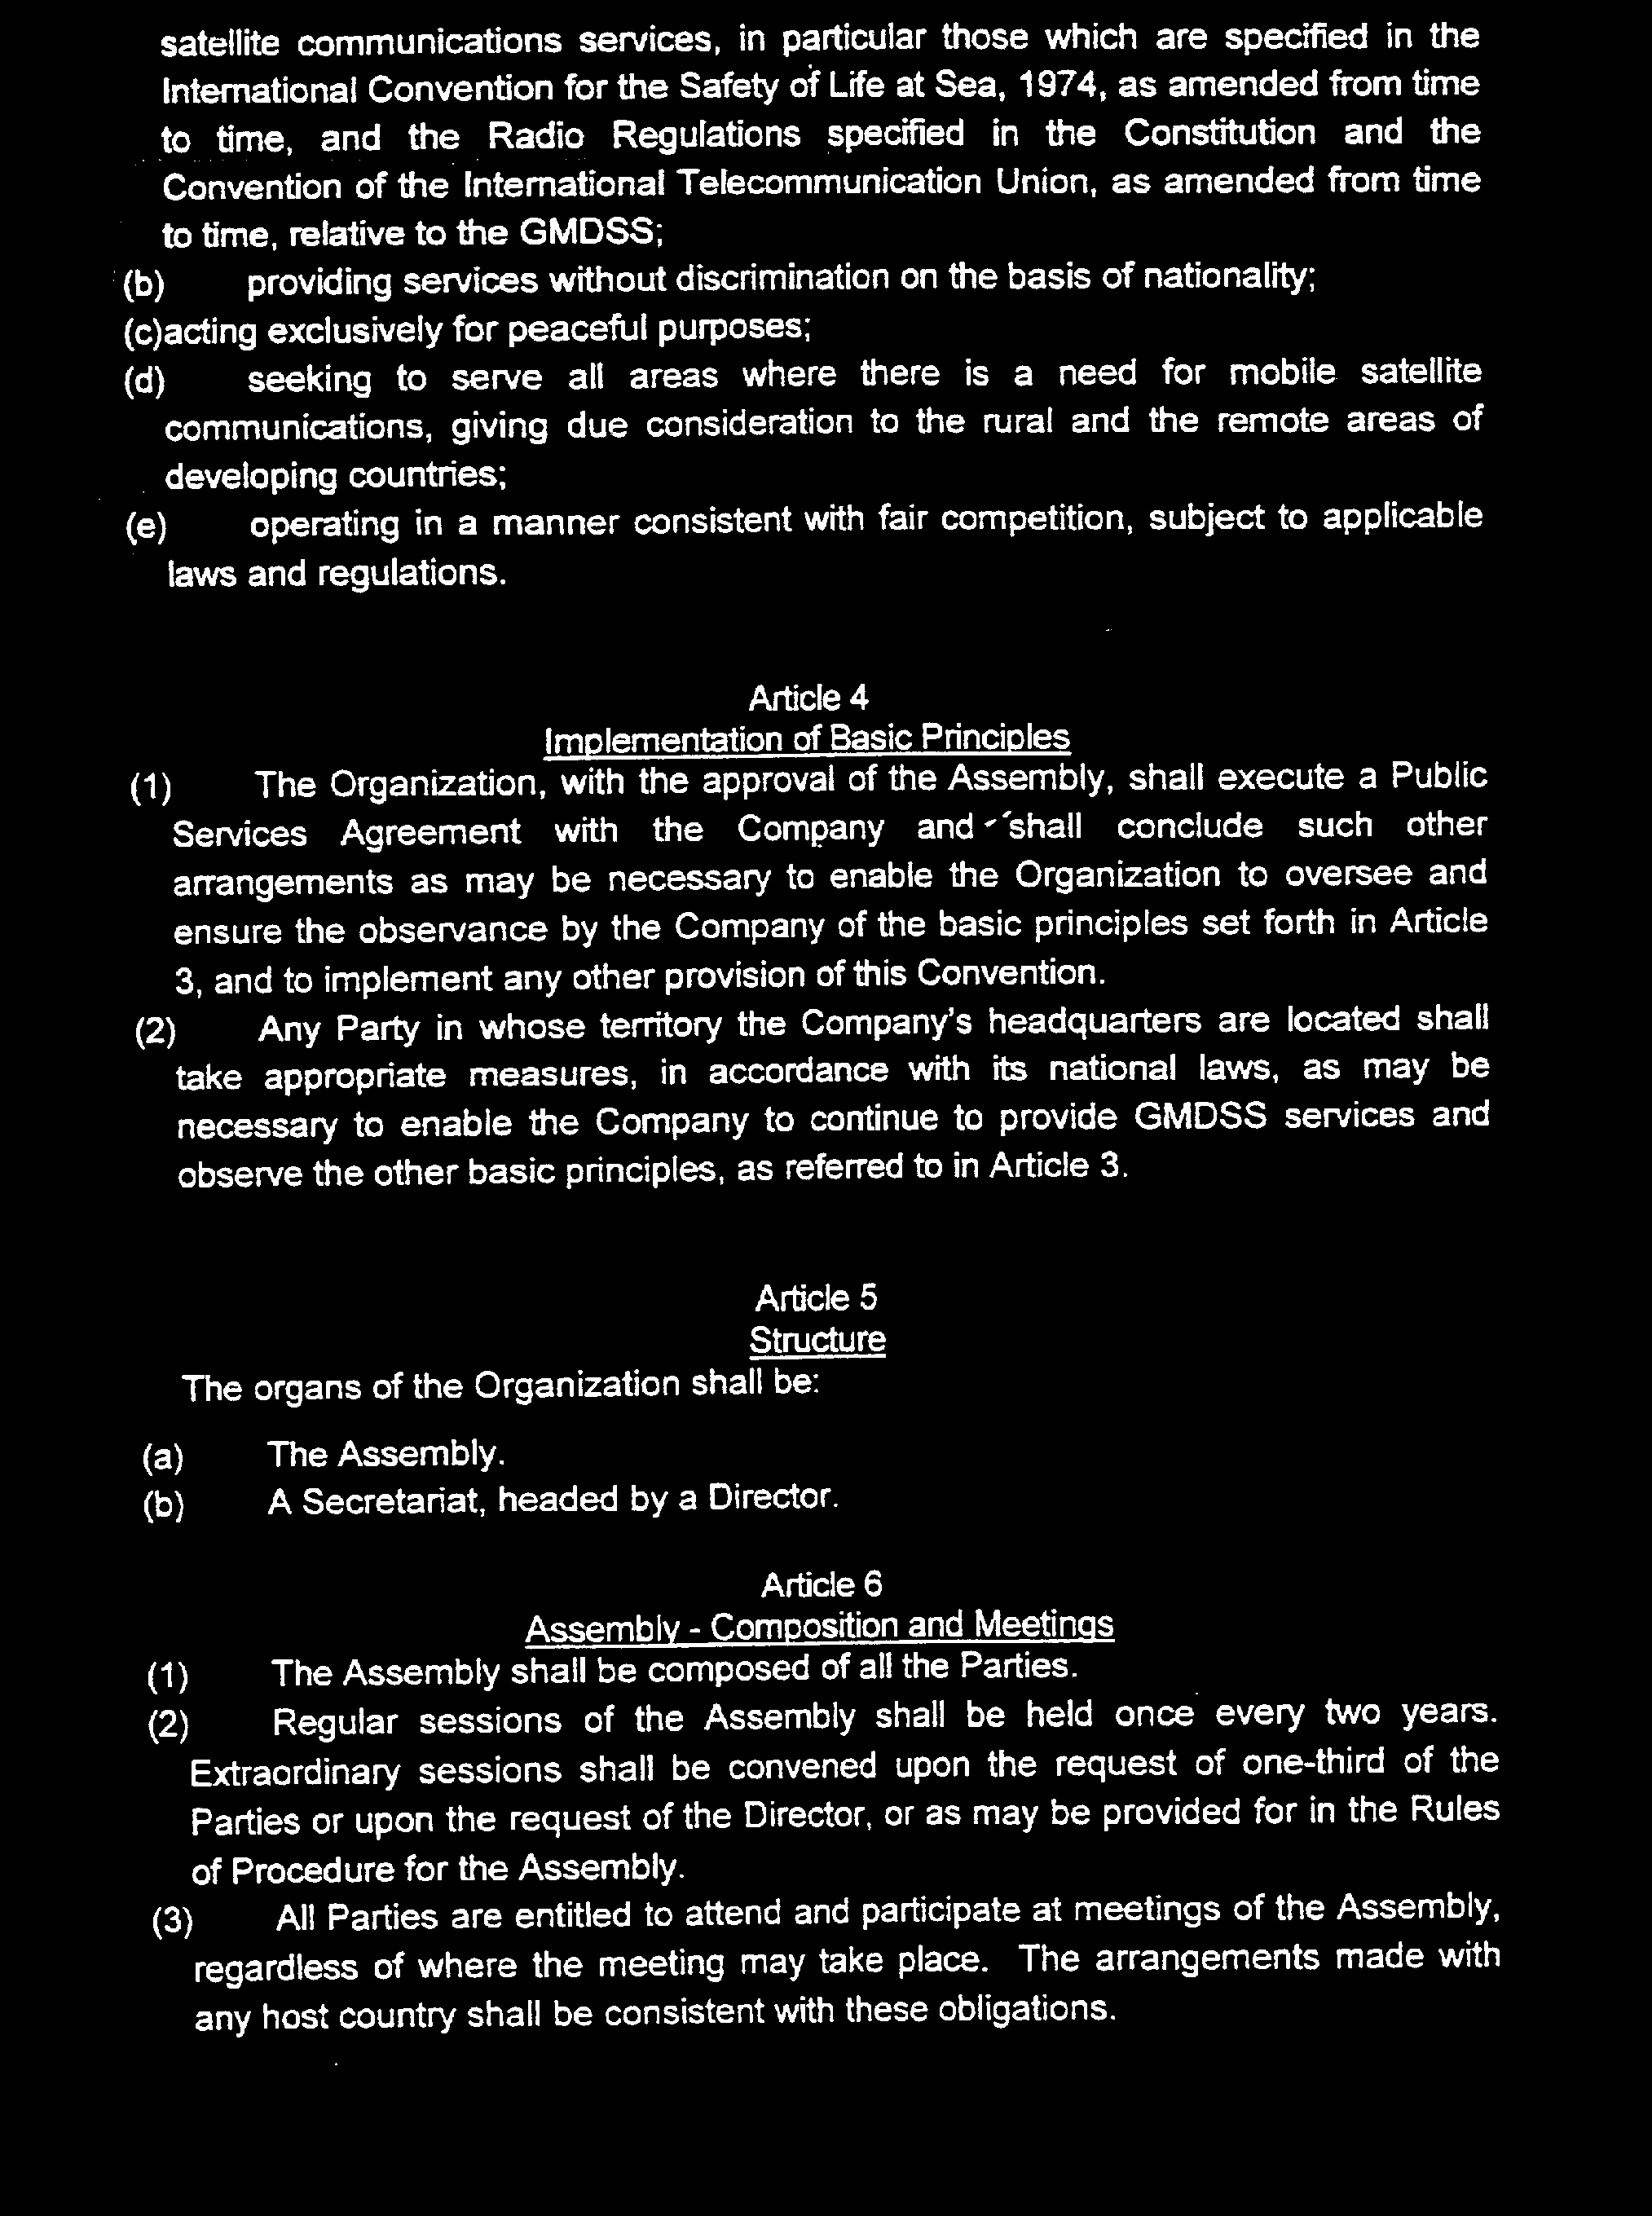 satellite communications services, in particular those which are specified in the
International Convention for the Safety of Life at Sea, 1974, as amended from time
to time, and the Radio Regulations specified in the Constitution and the
Convention of the International Telecommunication Union, as amended from time
to time, relative to the GMDSS;
(b) providing services without discrimination on the basis of nationality;
(c)acting exclusively for peaceful purposes;
(d) seeking to serve all areas where there is a need for mobile satellite
communications, giving due consideration to the rural and the remote areas of
developing countries;
(e) operating in a manner consistent with fair competition, subject to applicable
laws and regulations.
Article 4
Implementation of Basic Principles
(1) The Organization, with the approval of the Assembly, shall execute a Public
Services Agreement with the Company and shall conclude such other
arrangements as may be necessary to enable the Organization to oversee and
ensure the observance by the Company of the basic principles set forth in Article
3, and to implement any other provision of this Convention.
(2) Any Party in whose territory the Company's headquarters are located shall
take appropriate measures, in accordance with its national laws, as may be
necessary to enable the Company to continue to provide GMDSS services and
observe the other basic principles, as referred to in Article 3.
Article 5
Structure
The organs of the Organization shall be:
(a) The Assembly.
(b) A Secretariat, headed by a Director.
Article 6
Assembly - Composition and Meetings
(1) The Assembly shall be composed of all the Parties.
(2) Regular sessions of the Assembly shall be held once every two years.
Extraordinary sessions shall be convened upon the request of one-third of the
Parties or upon the request of the Director, or as may be provided for in the Rules
of Procedure for the Assembly.
(3) All Parties are entitled to attend and participate at meetings of the Assembly,
regardless of where the meeting may take place. The arrangements made with
any host country shall be consistent with these obligations.